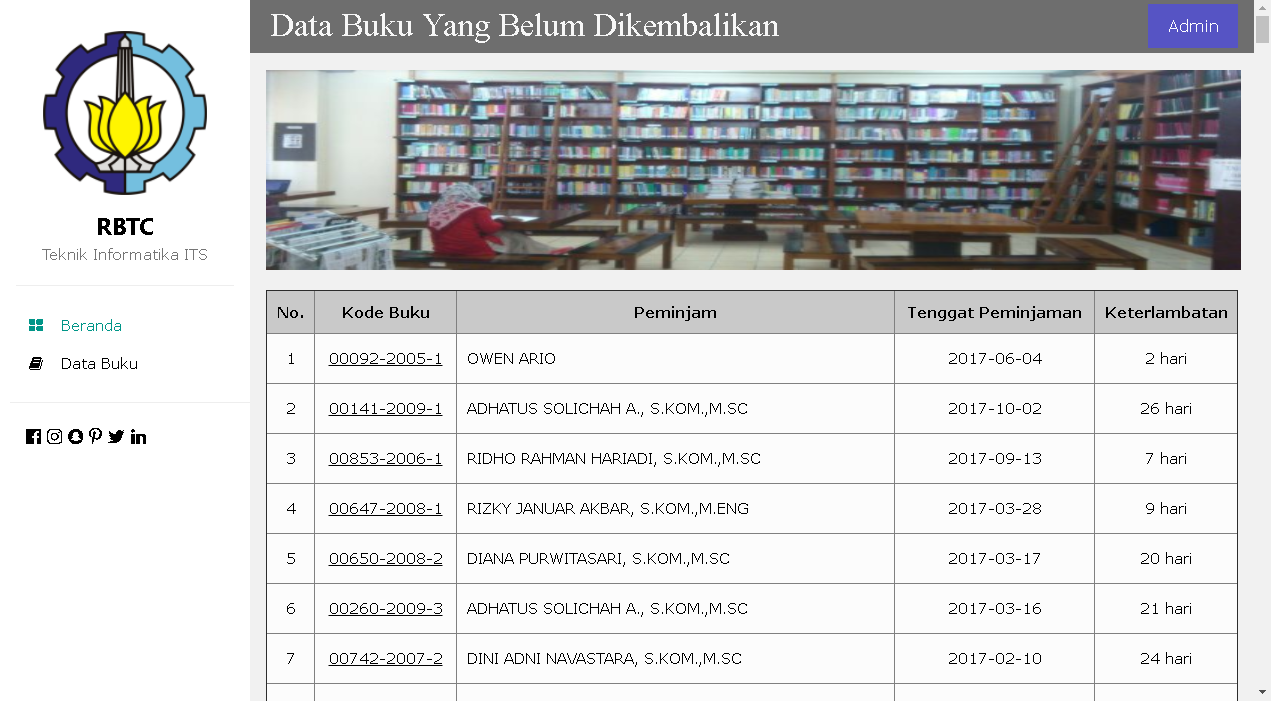 RBTC
Teknik Informatika ITS
Beranda
Data Buku
Data Buku Yang Belum Dikembalikan
Admin
No. Kode Buku Peminjam Tenggat Peminjaman Keterlambatan
1 00092-2005-1 OWEN ARIO 2017-06-04 2 hari
2 00141-2009-1 ADHATUS SOLICHAH A., S.KOM.,M.SC 2017-10-02 26 hari
3 00853-2006-1 RIDHO RAHMAN HARIADI, S.KOM.,M.SC 2017-09-13 7 hari
4 00647-2008-1 RIZKY JANUAR AKBAR, S.KOM.,M.ENG 2017-03-28 9 hari
5 00650-2008-2 DIANA PURWITASARI, S.KOM.,M.SC 2017-03-17 20 hari
6 00260-2009-3 ADHATUS SOLICHAH A., S.KOM.,M.SC 2017-03-16 21 hari
7 00742-2007-2 DINI ADNI NAVASTARA, S.KOM.,M.SC 2017-02-10 24 hari